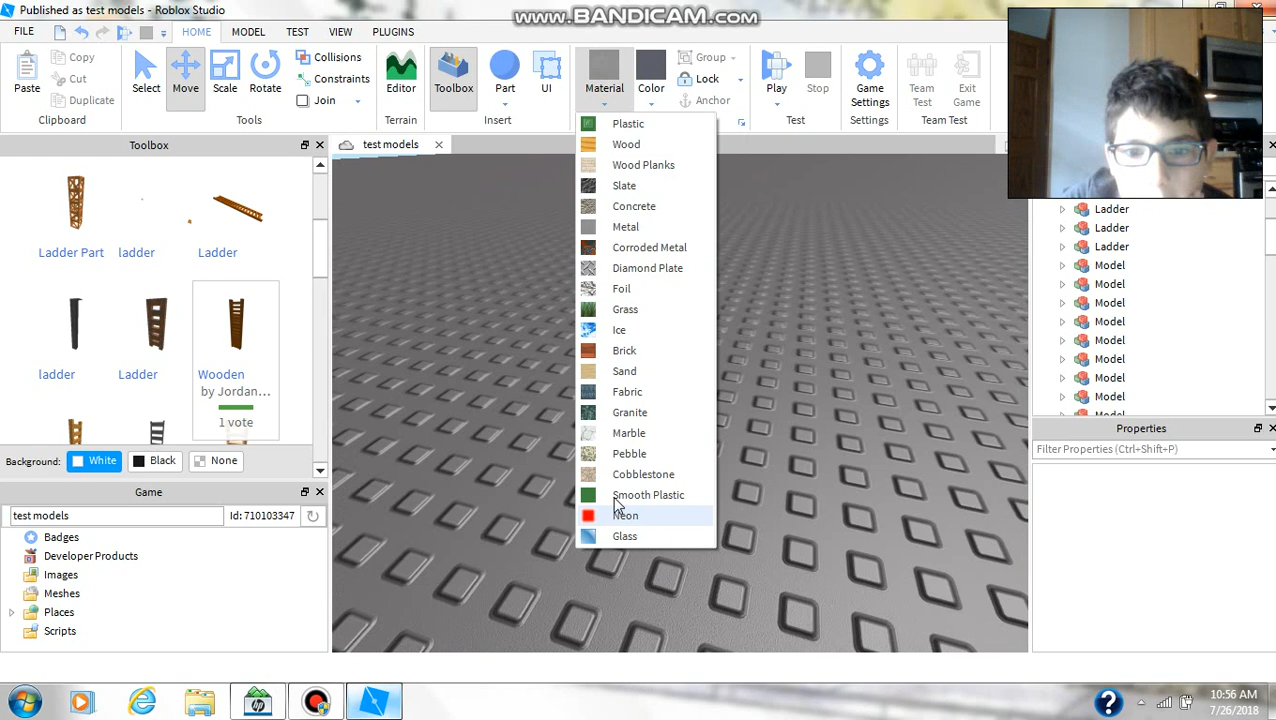 Published as test models - Roblox Studio
www.BANDICAM.com
FILE HOME MODEL TEST VIEW PLUGINS
Paste Copy Cut Duplicate Clipboard
Select Move Scale Rotate Collisions Constraints Join Tools
Editor Terrain
Toolbox Part UI Insert
Material Color Group Lock Anchor
Play Stop Test
Game Settings Settings
Team Test Exit Game Team Test
Toolbox
test models
Ladder Part ladder Ladder
ladder Ladder Wooden
by Jordan...
1 vote
Background: White Black None
Game
test models Id: 710103347
Badges
Developer Products
Images
Meshes
Places
Scripts
Plastic
Wood
Wood Planks
Slate
Concrete
Metal
Corroded Metal
Diamond Plate
Foil
Grass
Ice
Brick
Sand
Fabric
Granite
Marble
Pebble
Cobblestone
Smooth Plastic
Neon
Glass
Ladder
Ladder
Ladder
Model
Model
Model
Model
Model
Model
Model
Model
Properties
Filter Properties (Ctrl+Shift+P)
10:56 AM
7/26/2018